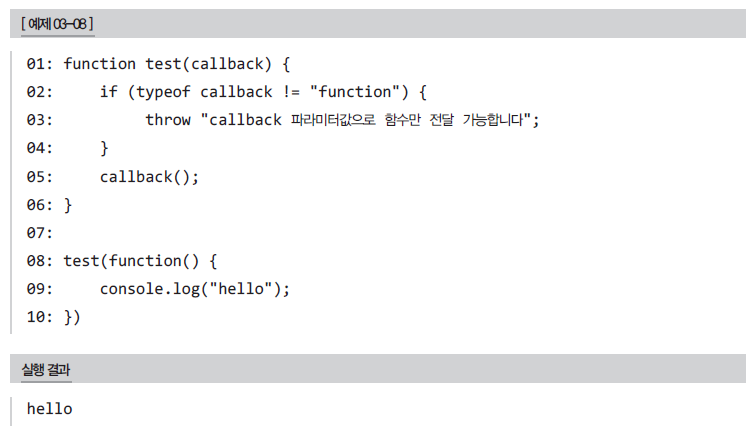 [ 예제 03-08 ]
01: function test(callback) {
02:     if (typeof callback != "function") {
03:          throw "callback 파라미터값으로 함수만 전달 가능합니다";
04:     }
05:     callback();
06: }
07:
08: test(function() {
09:     console.log("hello");
10: })
실행 결과
hello